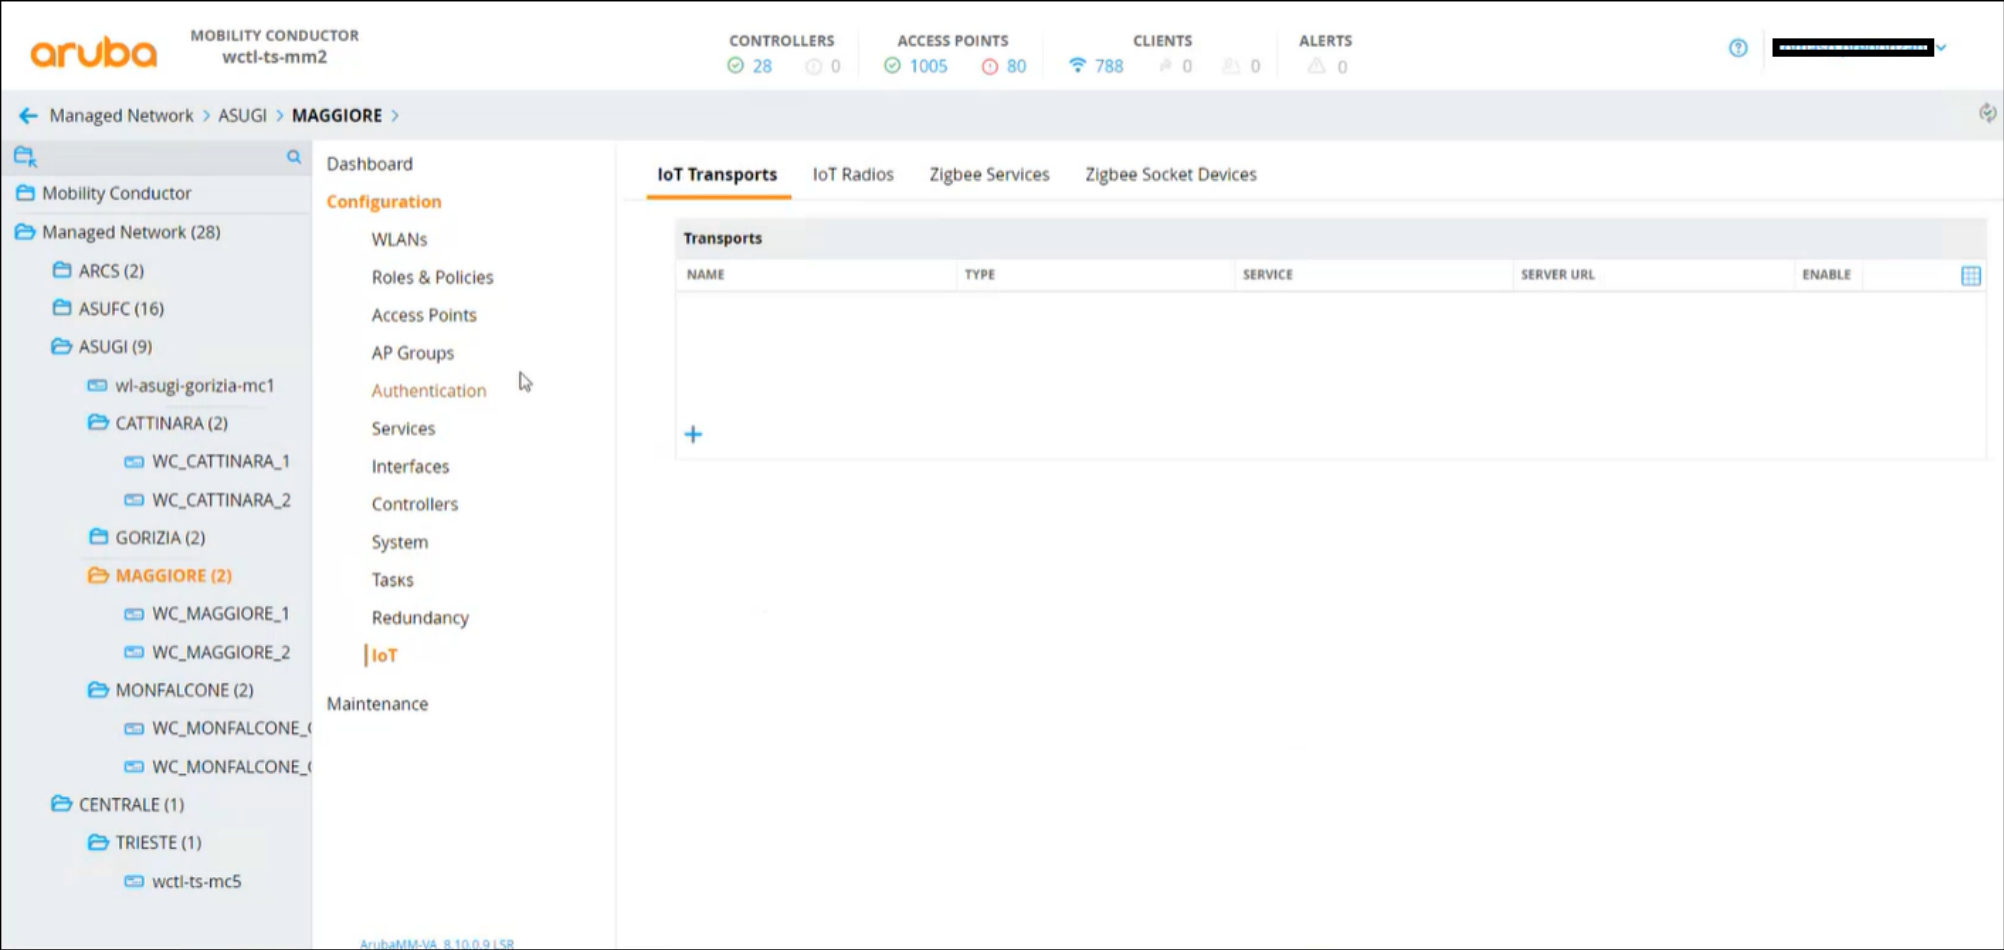 aruba
MOBILITY CONDUCTOR
wctl-ts-mm2
CONTROLLERS
28
0
ACCESS POINTS
1005
80
CLIENTS
788
0
0
ALERTS
0
Managed Network > ASUGI > MAGGIORE >
Mobility Conductor
Managed Network (28)
ARCS (2)
ASUFC (16)
ASUGI (9)
wl-asugi-gorizia-mc1
CATTINARA (2)
WC_CATTINARA_1
WC_CATTINARA_2
GORIZIA (2)
MAGGIORE (2)
WC_MAGGIORE_1
WC_MAGGIORE_2
MONFALCONE (2)
WC_MONFALCONE_
WC_MONFALCONE_
CENTRALE (1)
TRIESTE (1)
wctl-ts-mc5
Dashboard
Configuration
WLANs
Roles & Policies
Access Points
AP Groups
Authentication
Services
Interfaces
Controllers
System
Tasks
Redundancy
IoT
Maintenance
ArubaMM-VA, 8.10.0.9 LSR
IoT Transports
IoT Radios
Zigbee Services
Zigbee Socket Devices
Transports
NAME
TYPE
SERVICE
SERVER URL
ENABLE
+